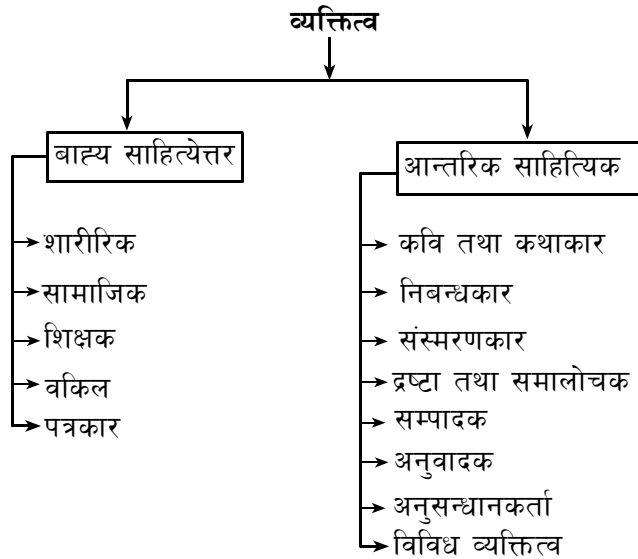 व्यक्तित्व
बाह्य साहित्येत्तर
शारीरिक
सामाजिक
शिक्षक
वकिल
पत्रकार
आन्तरिक साहित्यिक
कवि तथा कथाकार
निबन्धकार
संस्मरणकार
द्रष्टा तथा समालोचक
सम्पादक
अनुवादक
अनुसन्धानकर्ता
विविध व्यक्तित्व